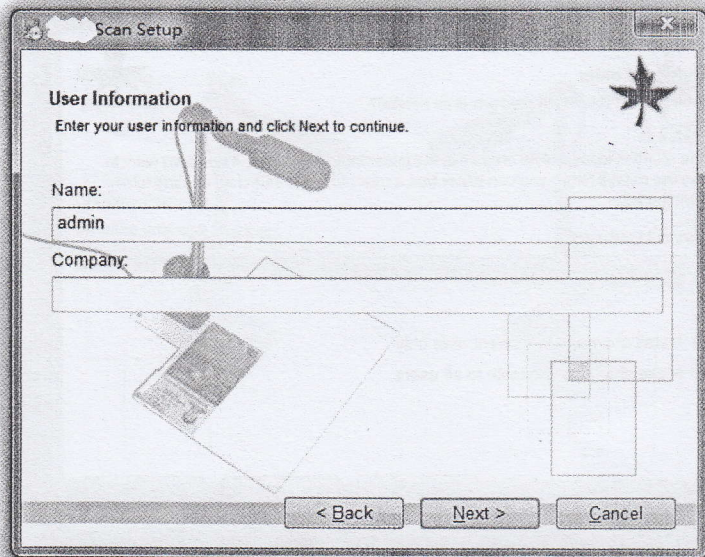 Scan Setup
User Information
Enter your user information and click Next to continue.
Name:
admin
Company:
< Back
Next >
Cancel